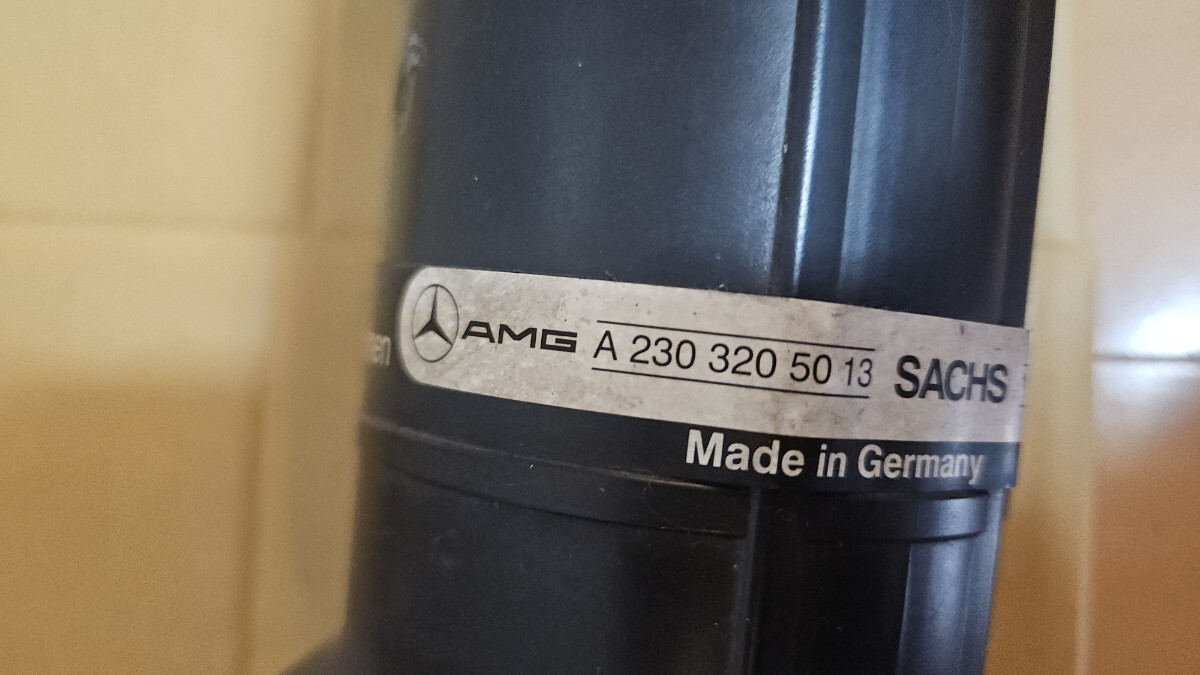 AMG A 230 320 50 13 SACHS
Made in Germany